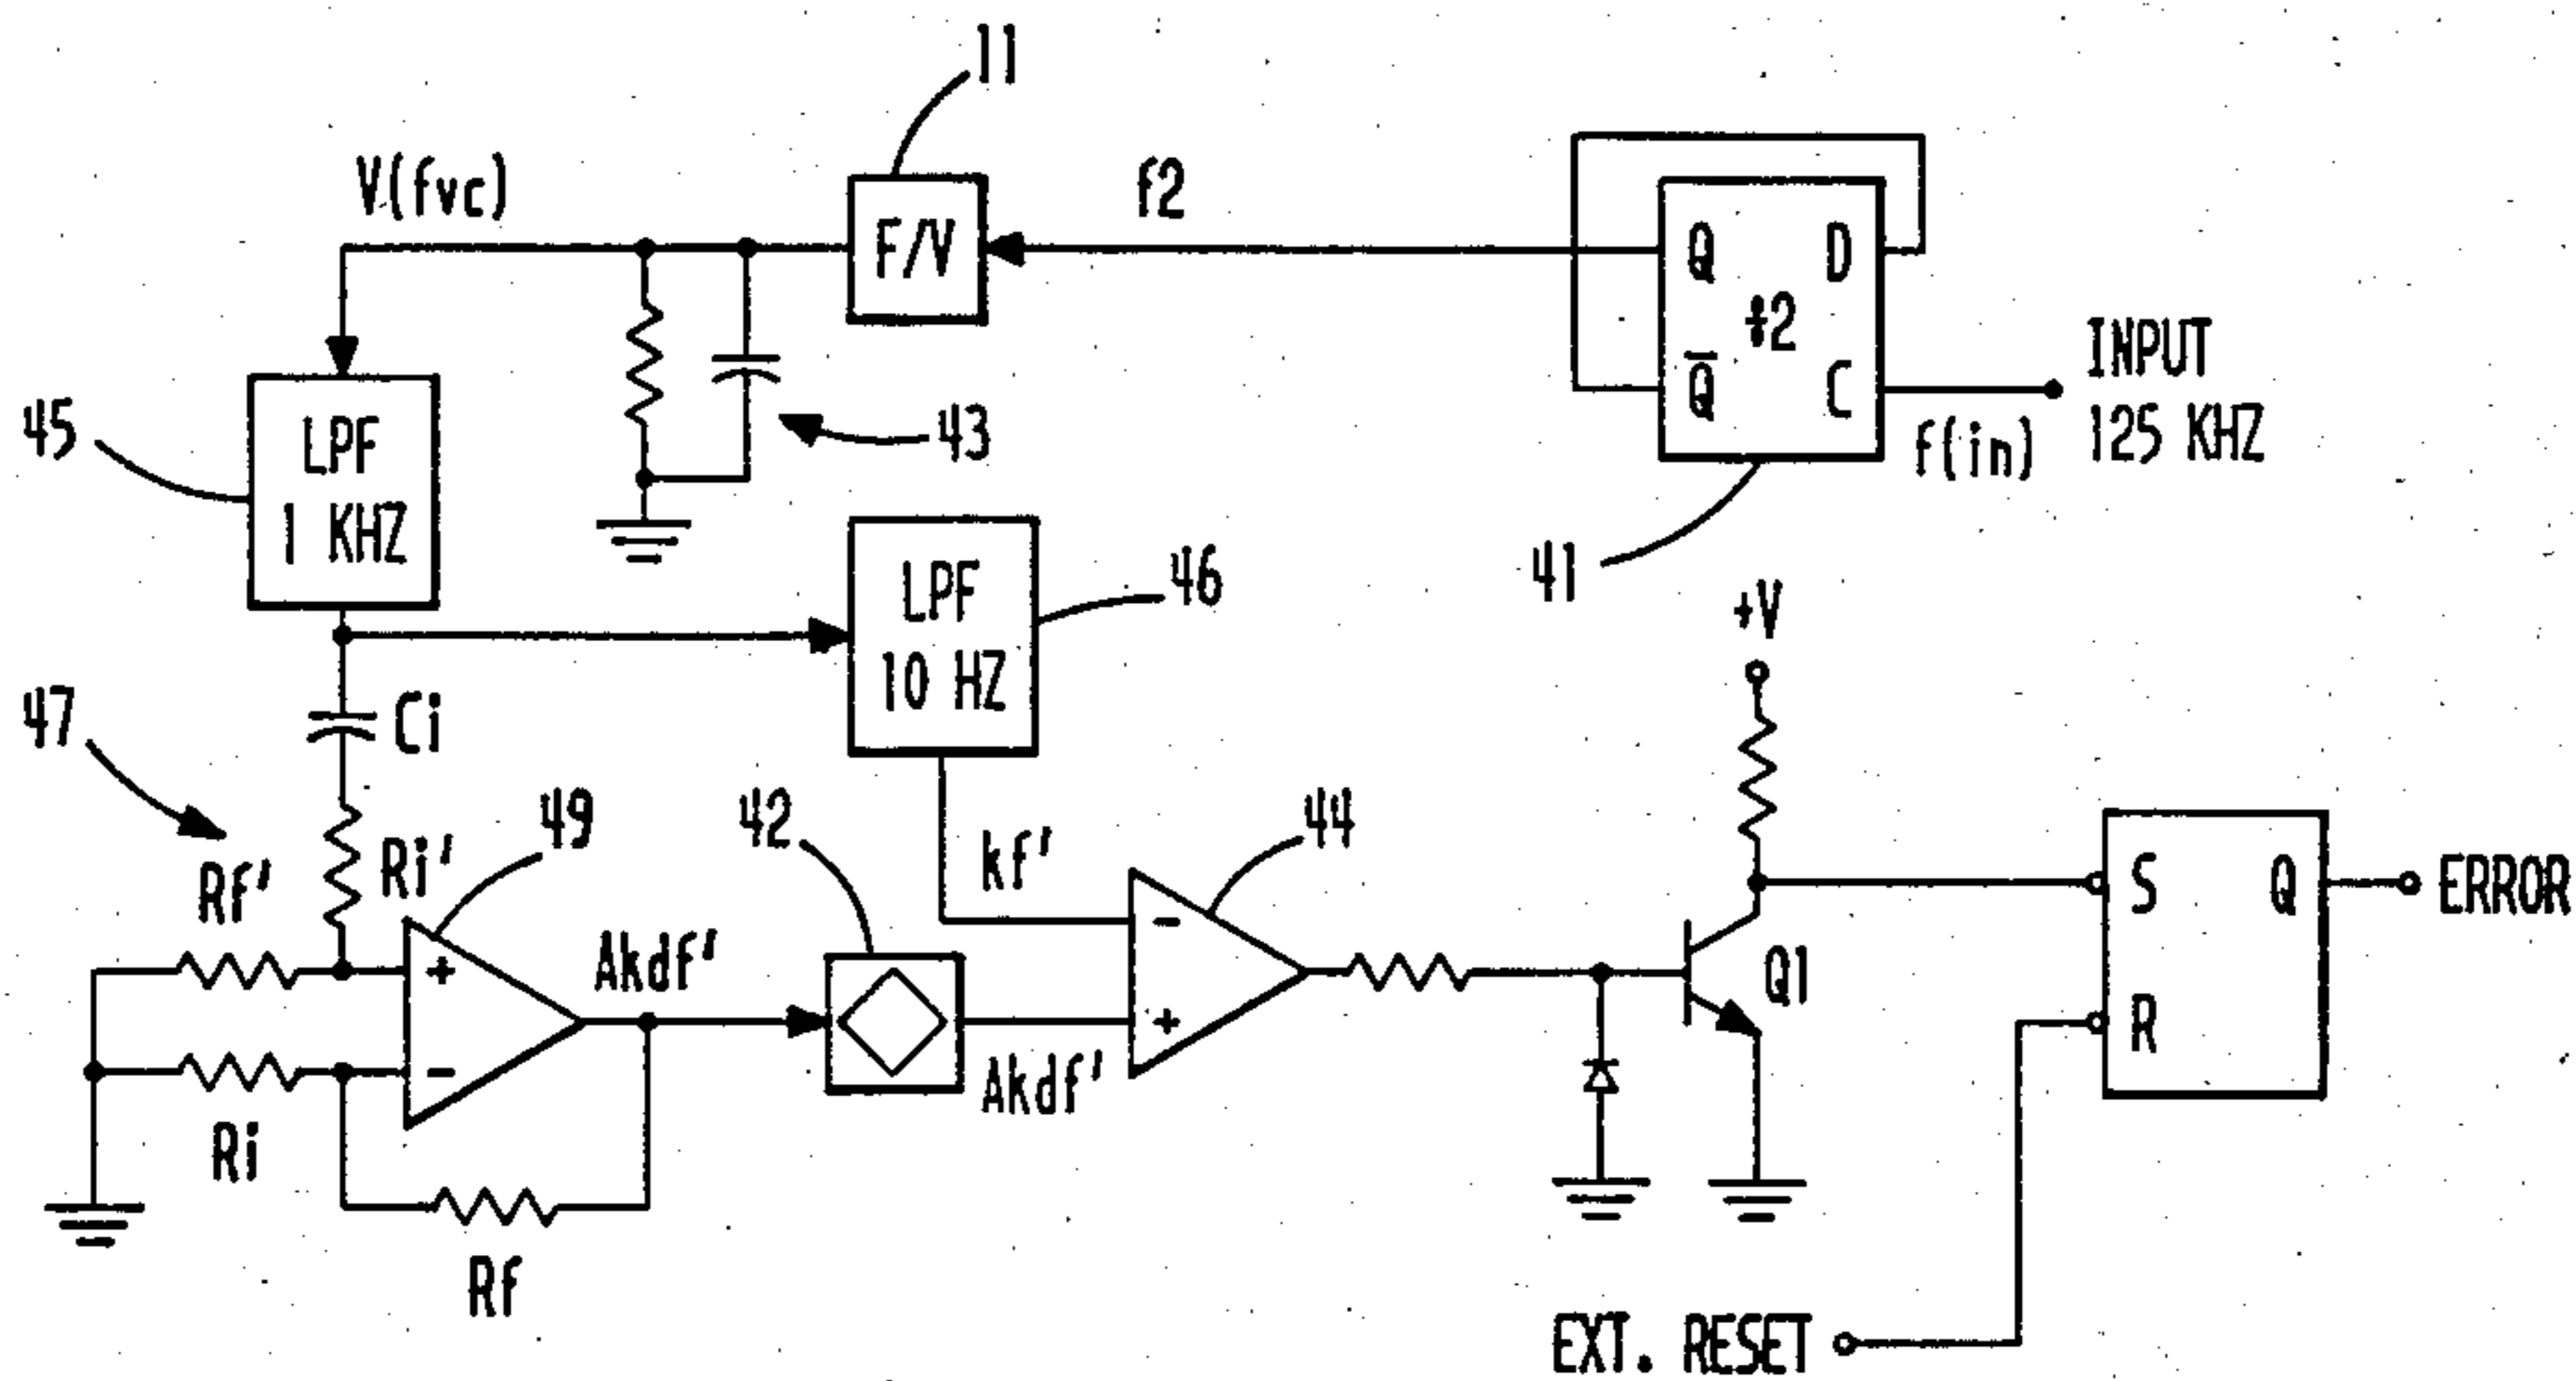 11
V(fvc)
F/V
f2
Q D
÷2
Q̅ C
INPUT
125 KHZ
f(in)
41
43
45
LPF
1 KHZ
LPF
10 HZ
46
+V
47
Ci
Rf'
Ri'
49
42
kf'
44
Akdf'
Akdf'
Q1
S Q
R
ERROR
Ri
Rf
EXT. RESET